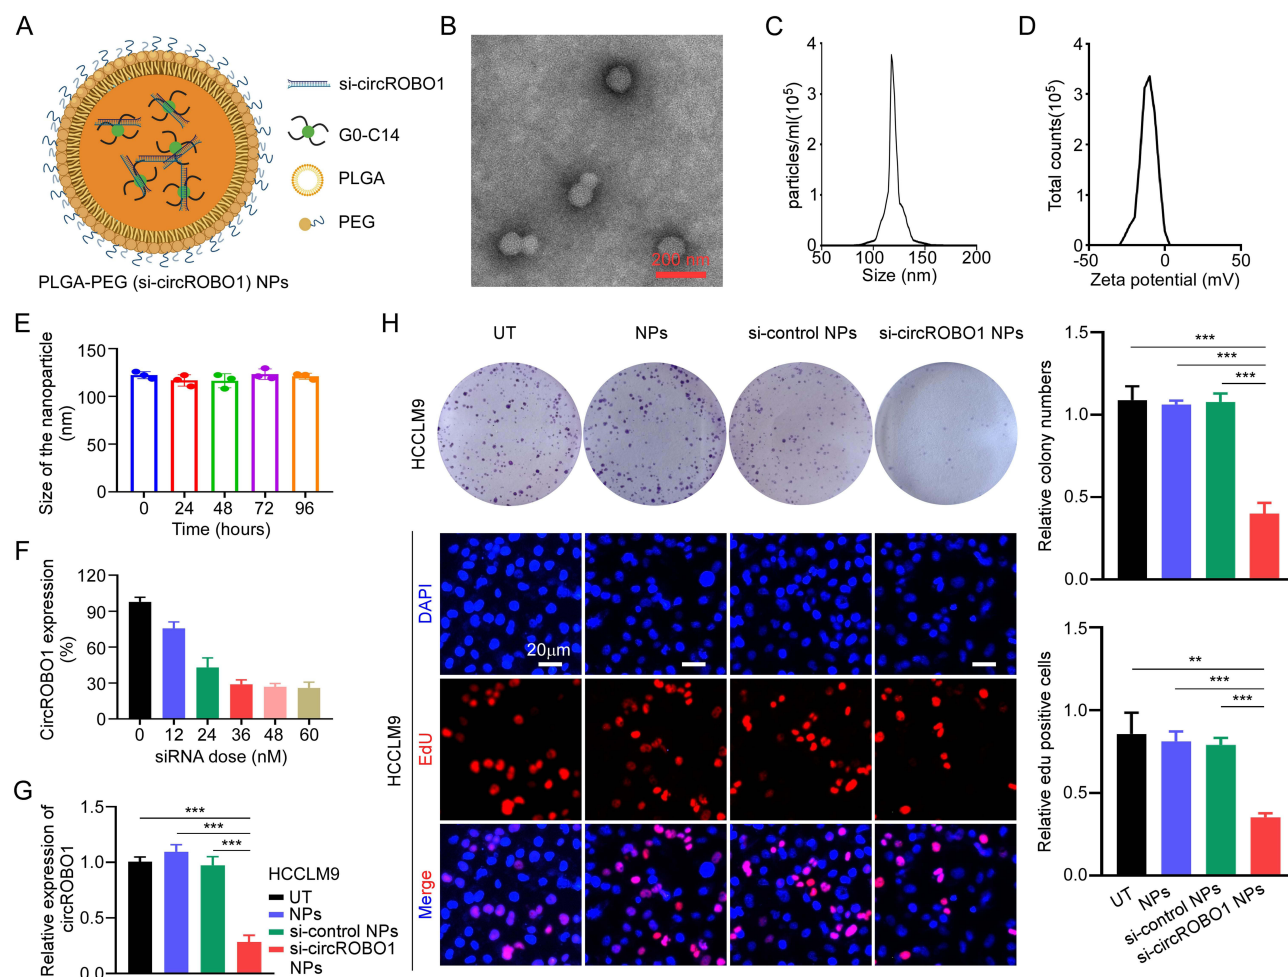 A
si-circROBO1
G0-C14
PLGA
PEG
PLGA-PEG (si-circROBO1) NPs
B
200 nm
C
particles/ml(10⁵)
4
3
2
1
0
50
100
150
200
Size (nm)
D
Total counts(10⁵)
4
3
2
1
0
-50
0
50
Zeta potential (mV)
E
Size of the nanoparticle
(nm)
150
100
50
0
0
24
48
72
96
Time (hours)
F
CircROBO1 expression
(%)
120
90
60
30
0
0
12
24
36
48
60
siRNA dose (nM)
G
Relative expression of
circROBO1
1.5
1.0
0.5
0.0
***
***
***
HCCLM9
UT
NPs
si-control NPs
si-circROBO1
NPs
H
UT
NPs
si-control NPs
si-circROBO1 NPs
HCCLM9
HCCLM9
DAPI
20μm
EdU
Merge
Relative colony numbers
1.5
1.0
0.5
0.0
***
***
***
Relative edu positive cells
1.5
1.0
0.5
0.0
**
***
***
UT
NPs
si-control NPs
si-circROBO1 NPs